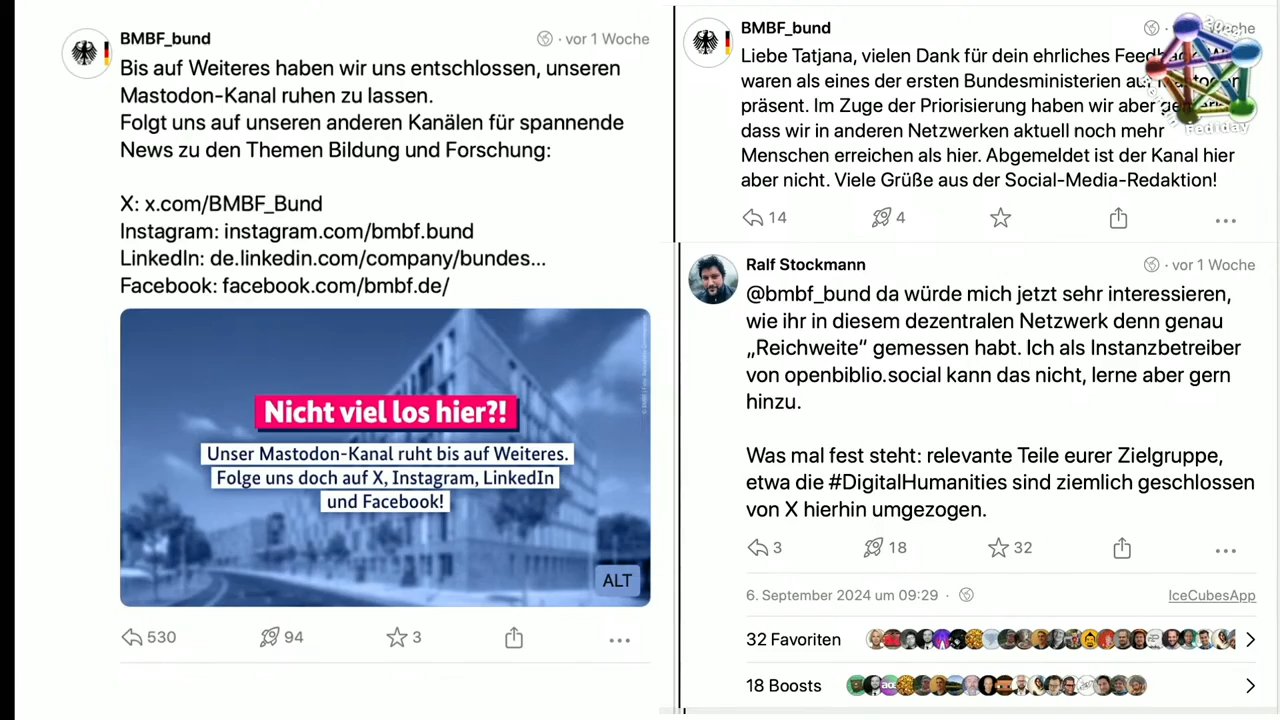 BMBF_bund
vor 1 Woche
Bis auf Weiteres haben wir uns entschlossen, unseren
Mastodon-Kanal ruhen zu lassen.
Folgt uns auf unseren anderen Kanälen für spannende
News zu den Themen Bildung und Forschung:
X: x.com/BMBF_Bund
Instagram: instagram.com/bmbf.bund
LinkedIn: de.linkedin.com/company/bundes...
Facebook: facebook.com/bmbf.de/
Nicht viel los hier?!
Unser Mastodon-Kanal ruht bis auf Weiteres.
Folge uns doch auf X, Instagram, LinkedIn
und Facebook!
ALT
530 94 3
BMBF_bund
Liebe Tatjana, vielen Dank für dein ehrliches
waren als eines der ersten Bundesministerien
präsent. Im Zuge der Priorisierung haben wir aber
dass wir in anderen Netzwerken aktuell noch mehr
Menschen erreichen als hier. Abgemeldet ist der Kanal hier
aber nicht. Viele Grüße aus der Social-Media-Redaktion!
14 4
Fediday
Ralf Stockmann
vor 1 Woche
@bmbf_bund da würde mich jetzt sehr interessieren,
wie ihr in diesem dezentralen Netzwerk denn genau
„Reichweite“ gemessen habt. Ich als Instanzbetreiber
von openbiblio.social kann das nicht, lerne aber gern
hinzu.
Was mal fest steht: relevante Teile eurer Zielgruppe,
etwa die #DigitalHumanities sind ziemlich geschlossen
von X hierhin umgezogen.
3 18 32
6. September 2024 um 09:29 ·
IceCubesApp
32 Favoriten
18 Boosts